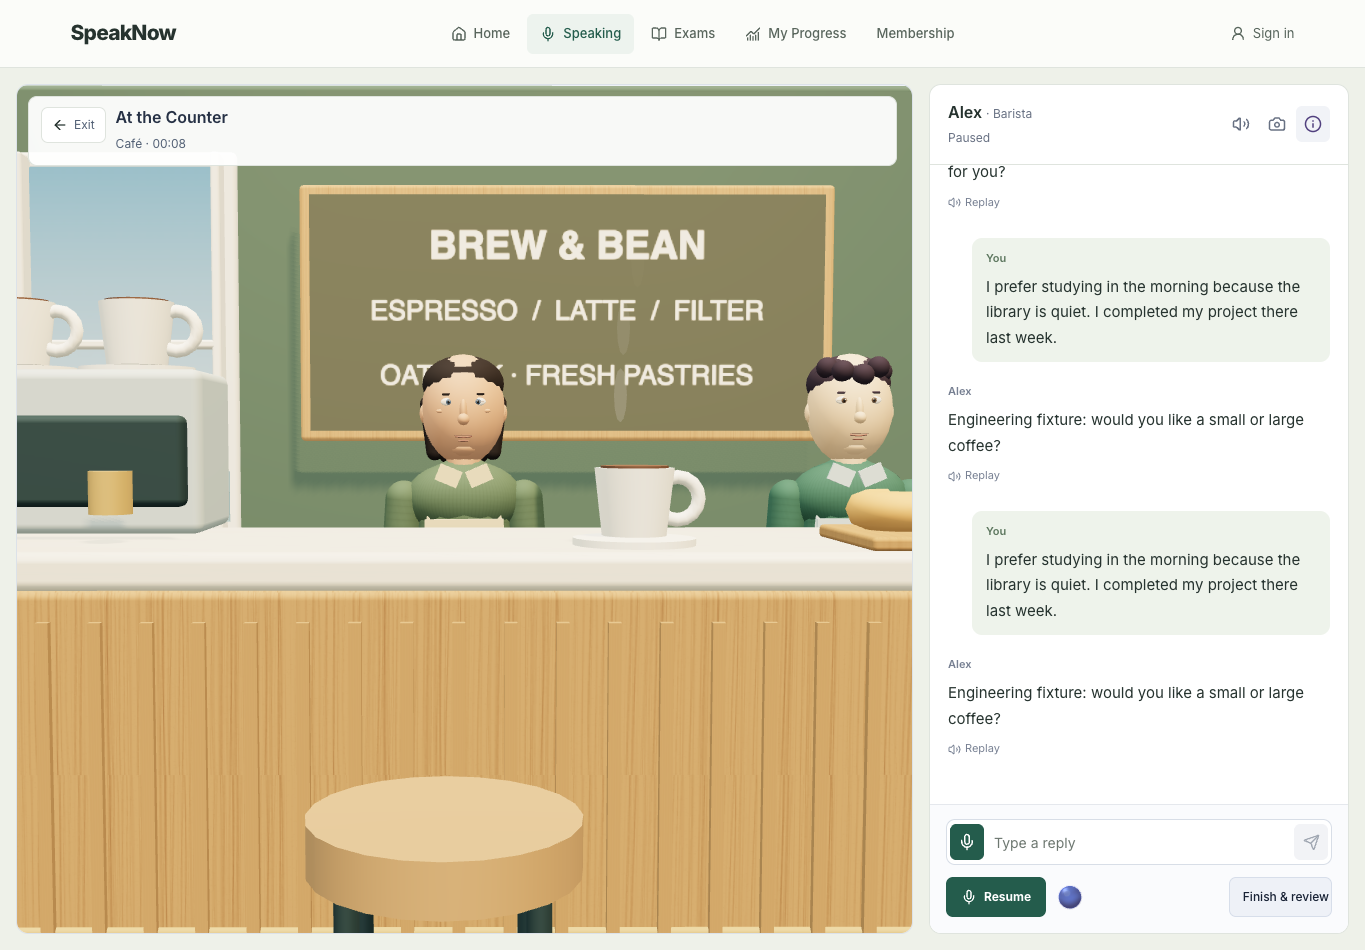 SpeakNow
Home
Speaking
Exams
My Progress
Membership
Sign in
Exit
At the Counter
Café · 00:08
BREW & BEAN
ESPRESSO / LATTE / FILTER
· FRESH PASTRIES
Alex · Barista
Paused
for you?
Replay
You
I prefer studying in the morning because the
library is quiet. I completed my project there
last week.
Alex
Engineering fixture: would you like a small or large
coffee?
Replay
You
I prefer studying in the morning because the
library is quiet. I completed my project there
last week.
Alex
Engineering fixture: would you like a small or large
coffee?
Replay
Type a reply
Resume
Finish & review